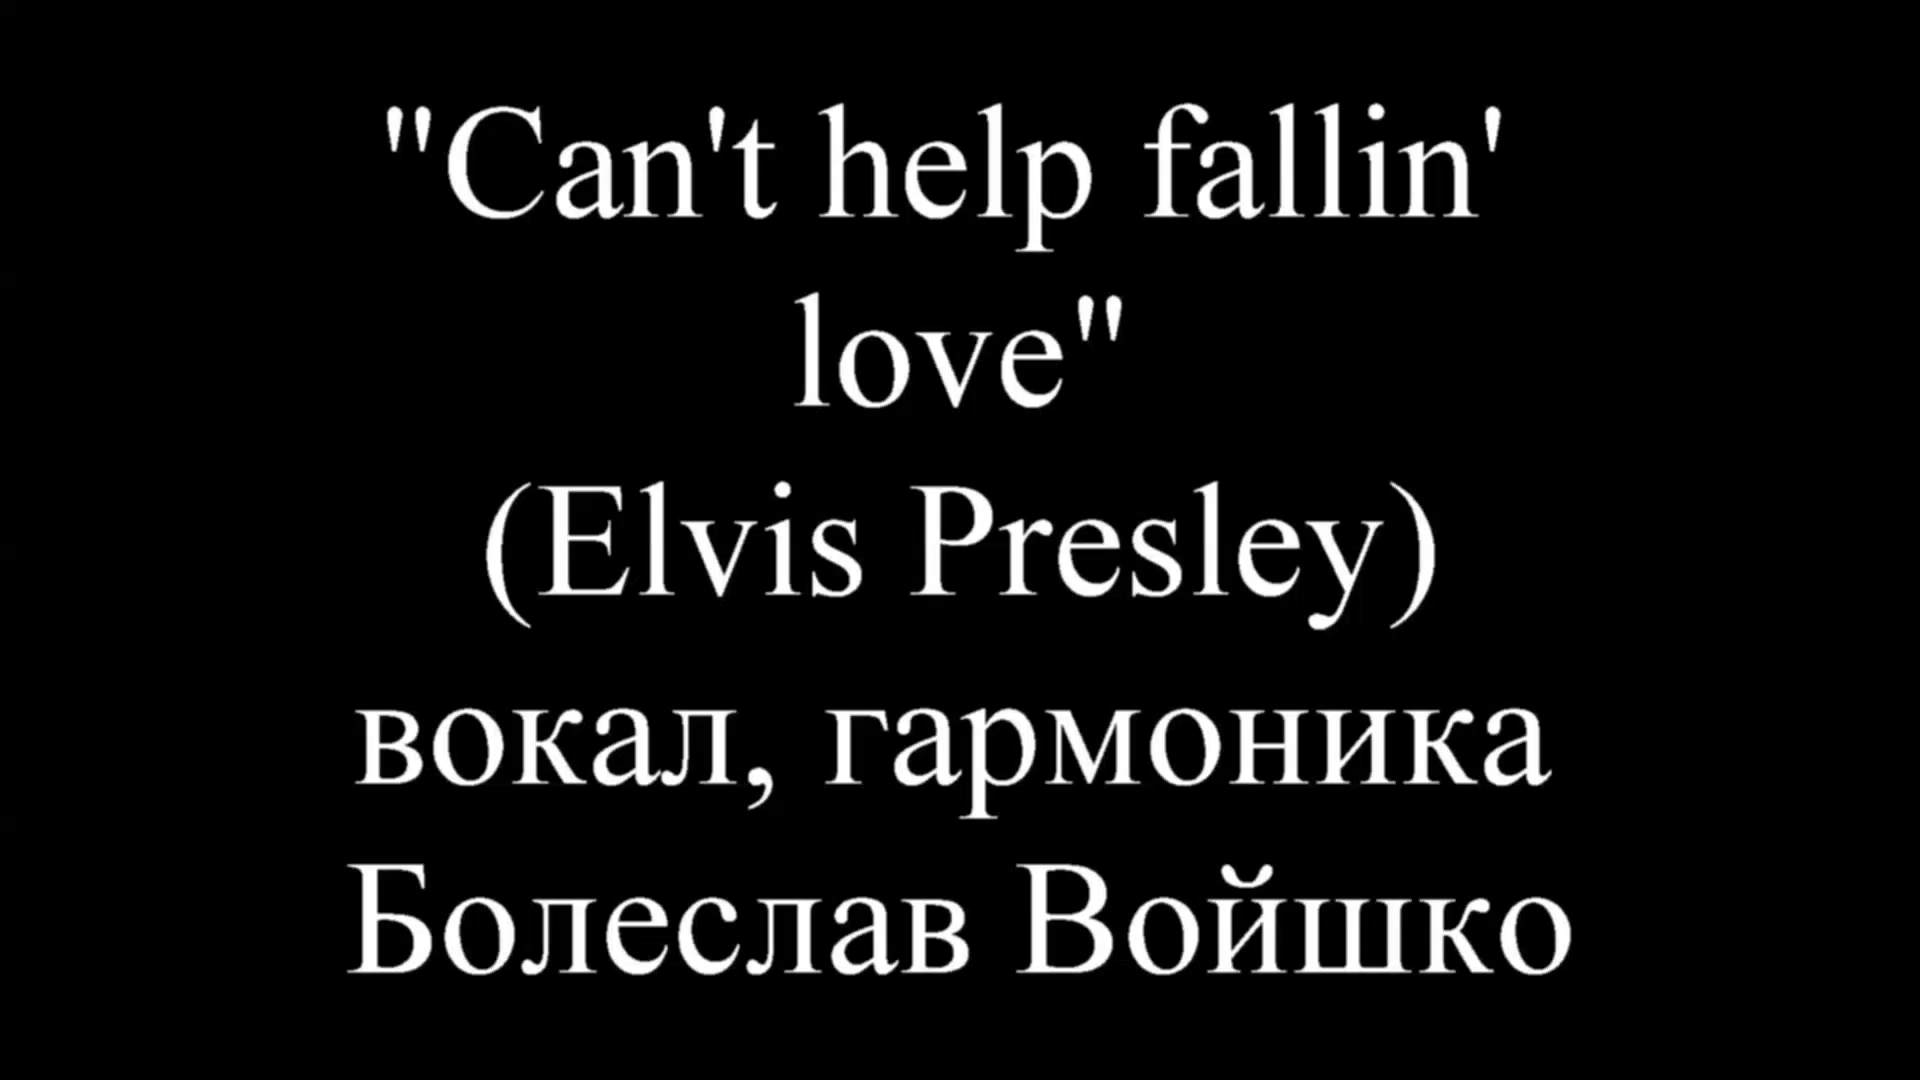 "Can't help fallin'
love"
(Elvis Presley)
вокал, гармоника
Болеслав Войшко